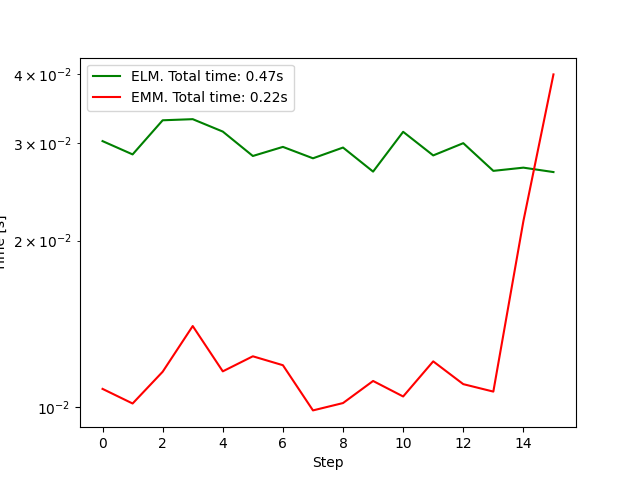 ELM. Total time: 0.47s
EMM. Total time: 0.22s
4 × 10⁻²
3 × 10⁻²
2 × 10⁻²
10⁻²
Time [s]
0 2 4 6 8 10 12 14
Step